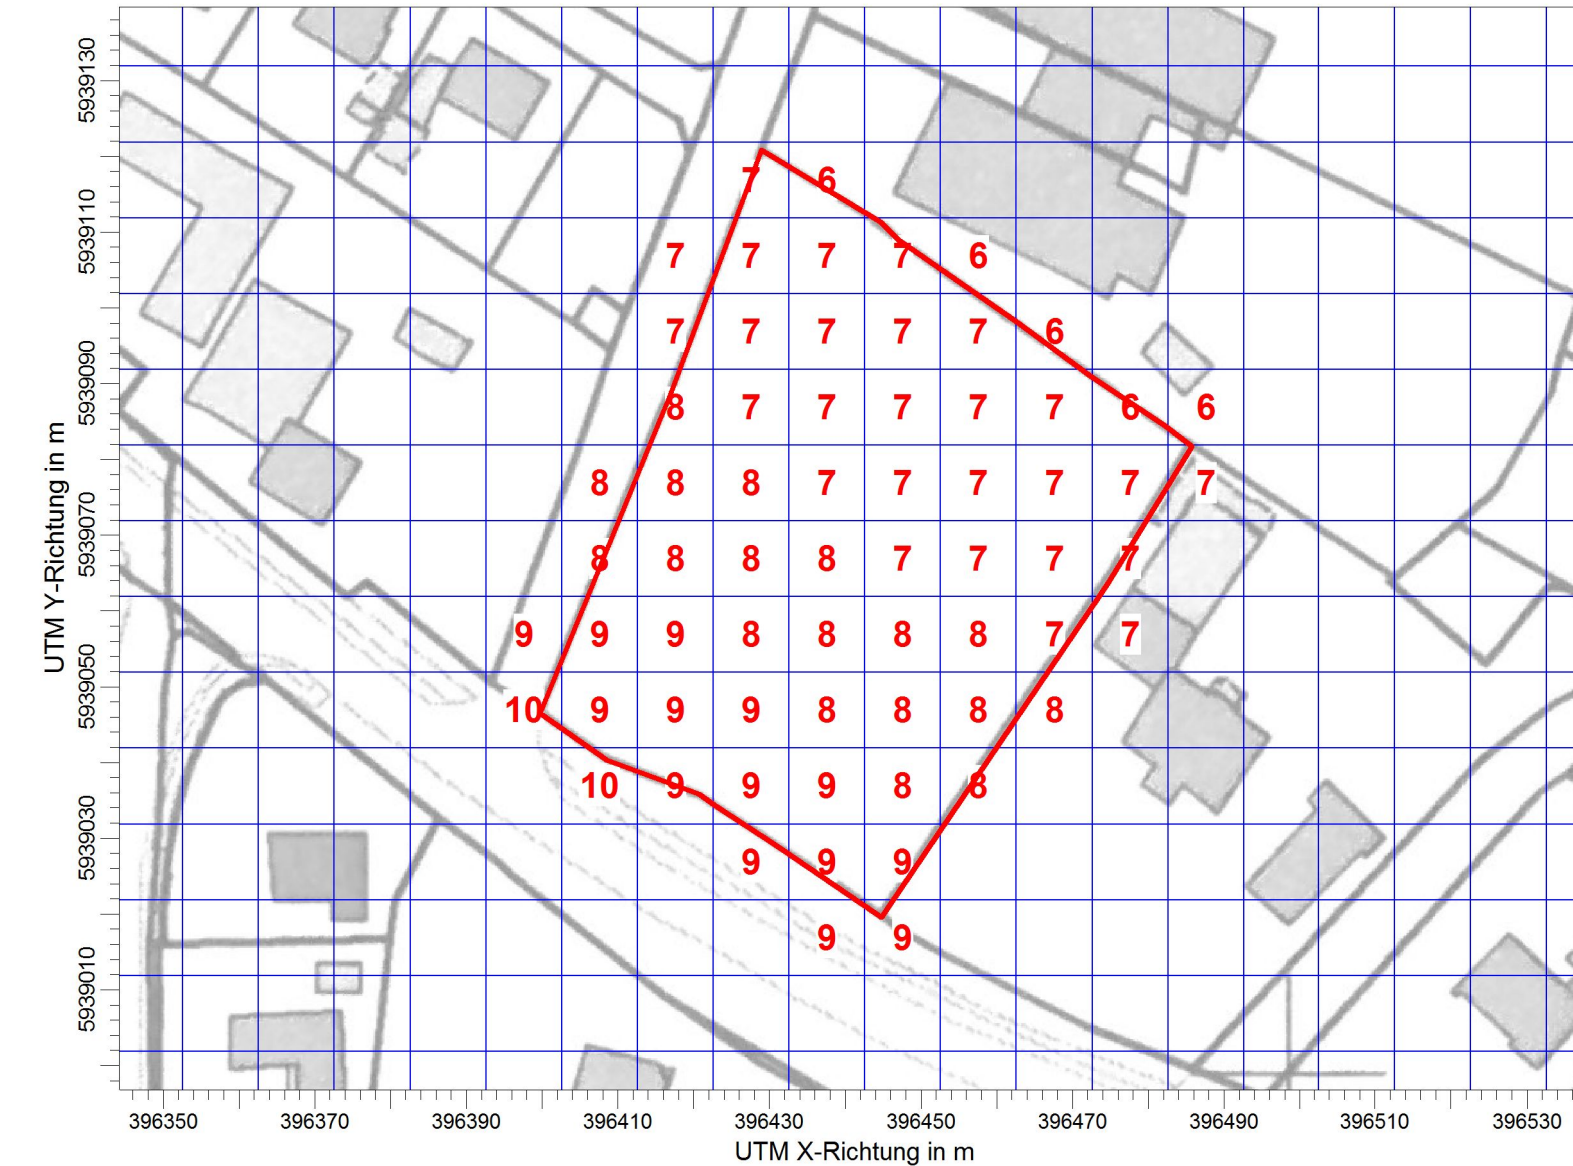 5939130
5939110
5939090
5939070
5939050
5939030
5939010
UTM Y-Richtung in m
7 6
7 7 7 7 6
7 7 7 7 7 6
8 7 7 7 7 7 6 6
8 8 8 7 7 7 7 7 7
8 8 8 8 7 7 7 7
9 9 9 8 8 8 8 7 7
10 9 9 9 8 8 8 8
10 9 9 9 8 8
9 9 9
9 9
396350 396370 396390 396410 396430 396450 396470 396490 396510 396530
UTM X-Richtung in m